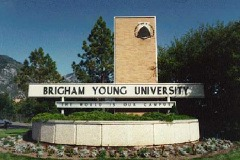 BRIGHAM YOUNG UNIVERSITY
THE WORLD IS OUR CAMPUS